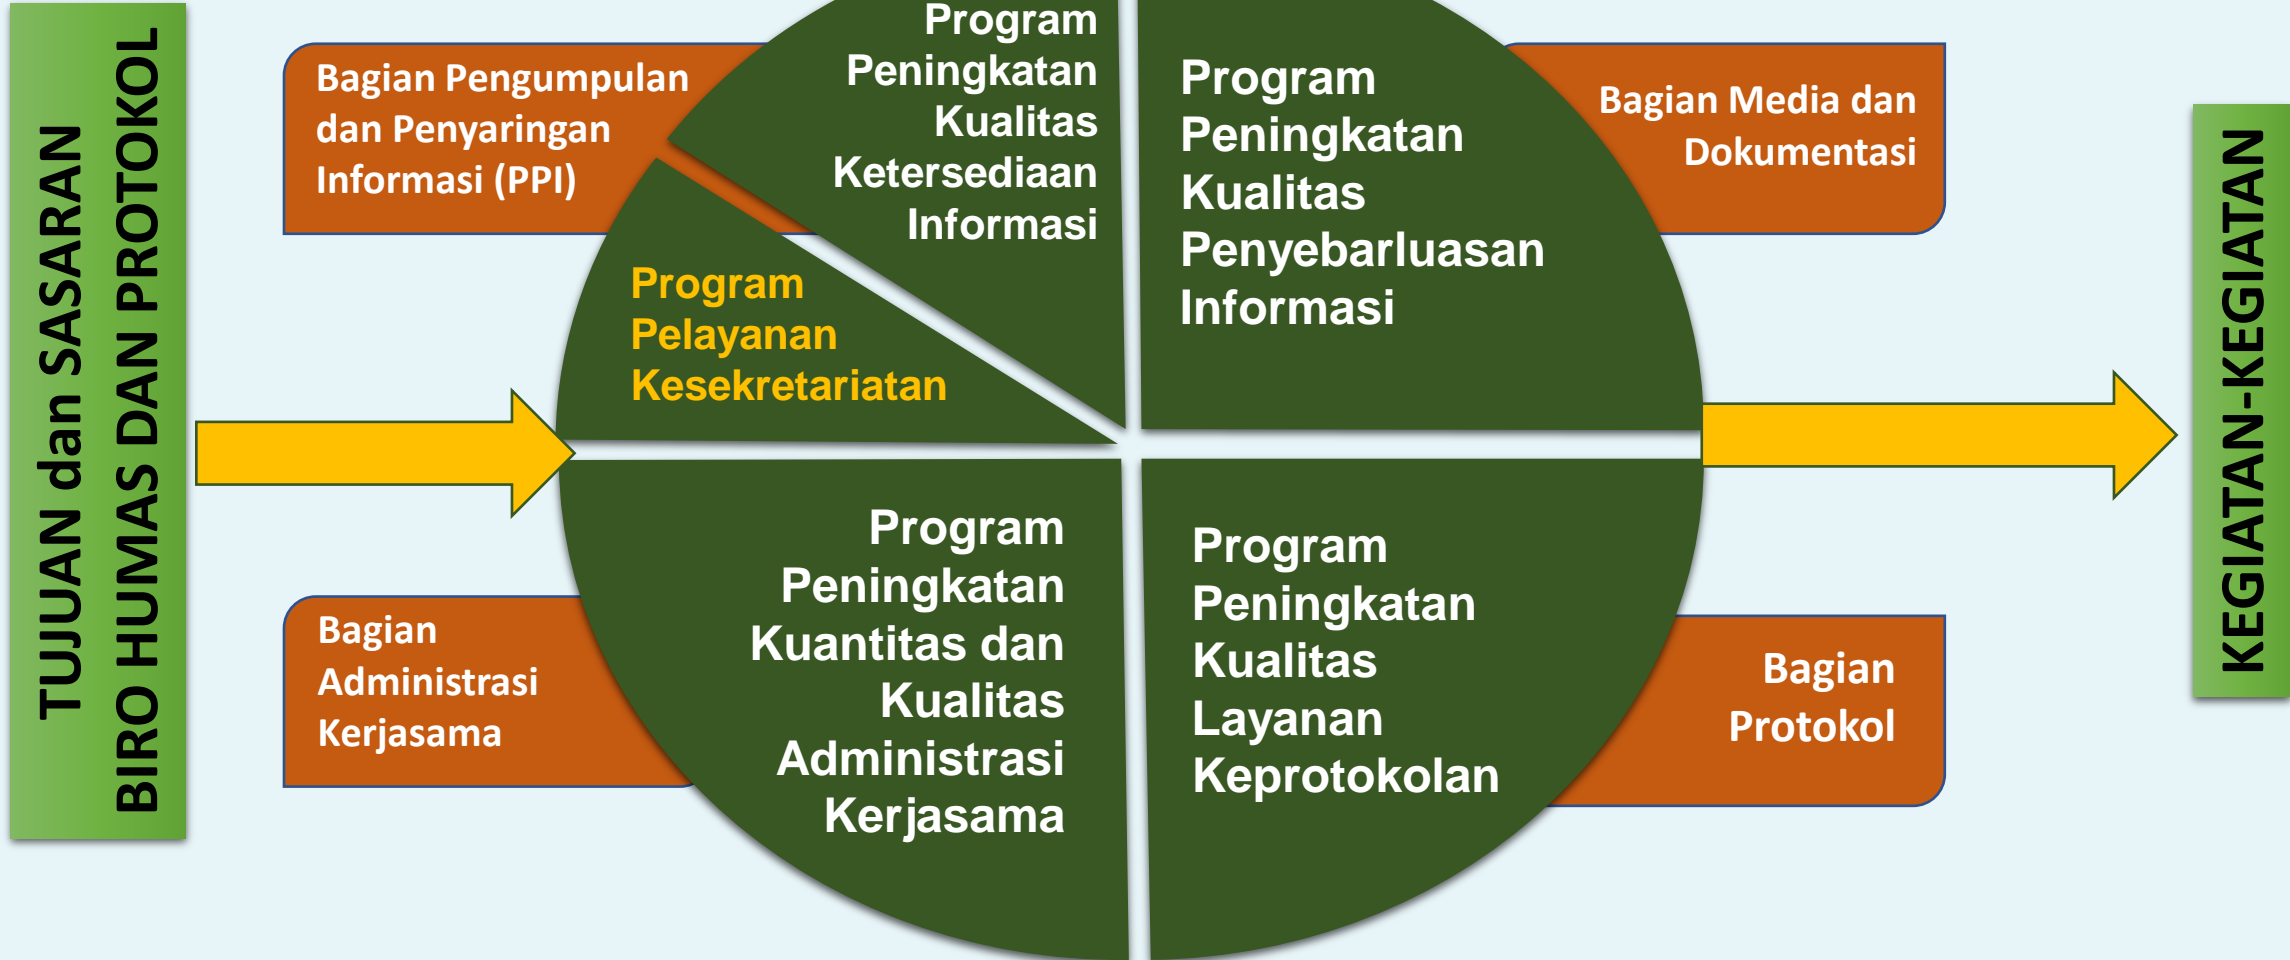 TUJUAN dan SASARAN
BIRO HUMAS DAN PROTOKOL
Bagian Pengumpulan
dan Penyaringan
Informasi (PPI)
Program
Peningkatan
Kualitas
Ketersediaan
Informasi
Program
Peningkatan
Kualitas
Penyebarluasan
Informasi
Bagian Media dan
Dokumentasi
Program
Pelayanan
Kesekretariatan
Bagian
Administrasi
Kerjasama
Program
Peningkatan
Kuantitas dan
Kualitas
Administrasi
Kerjasama
Program
Peningkatan
Kualitas
Layanan
Keprotokolan
Bagian
Protokol
KEGIATAN-KEGIATAN